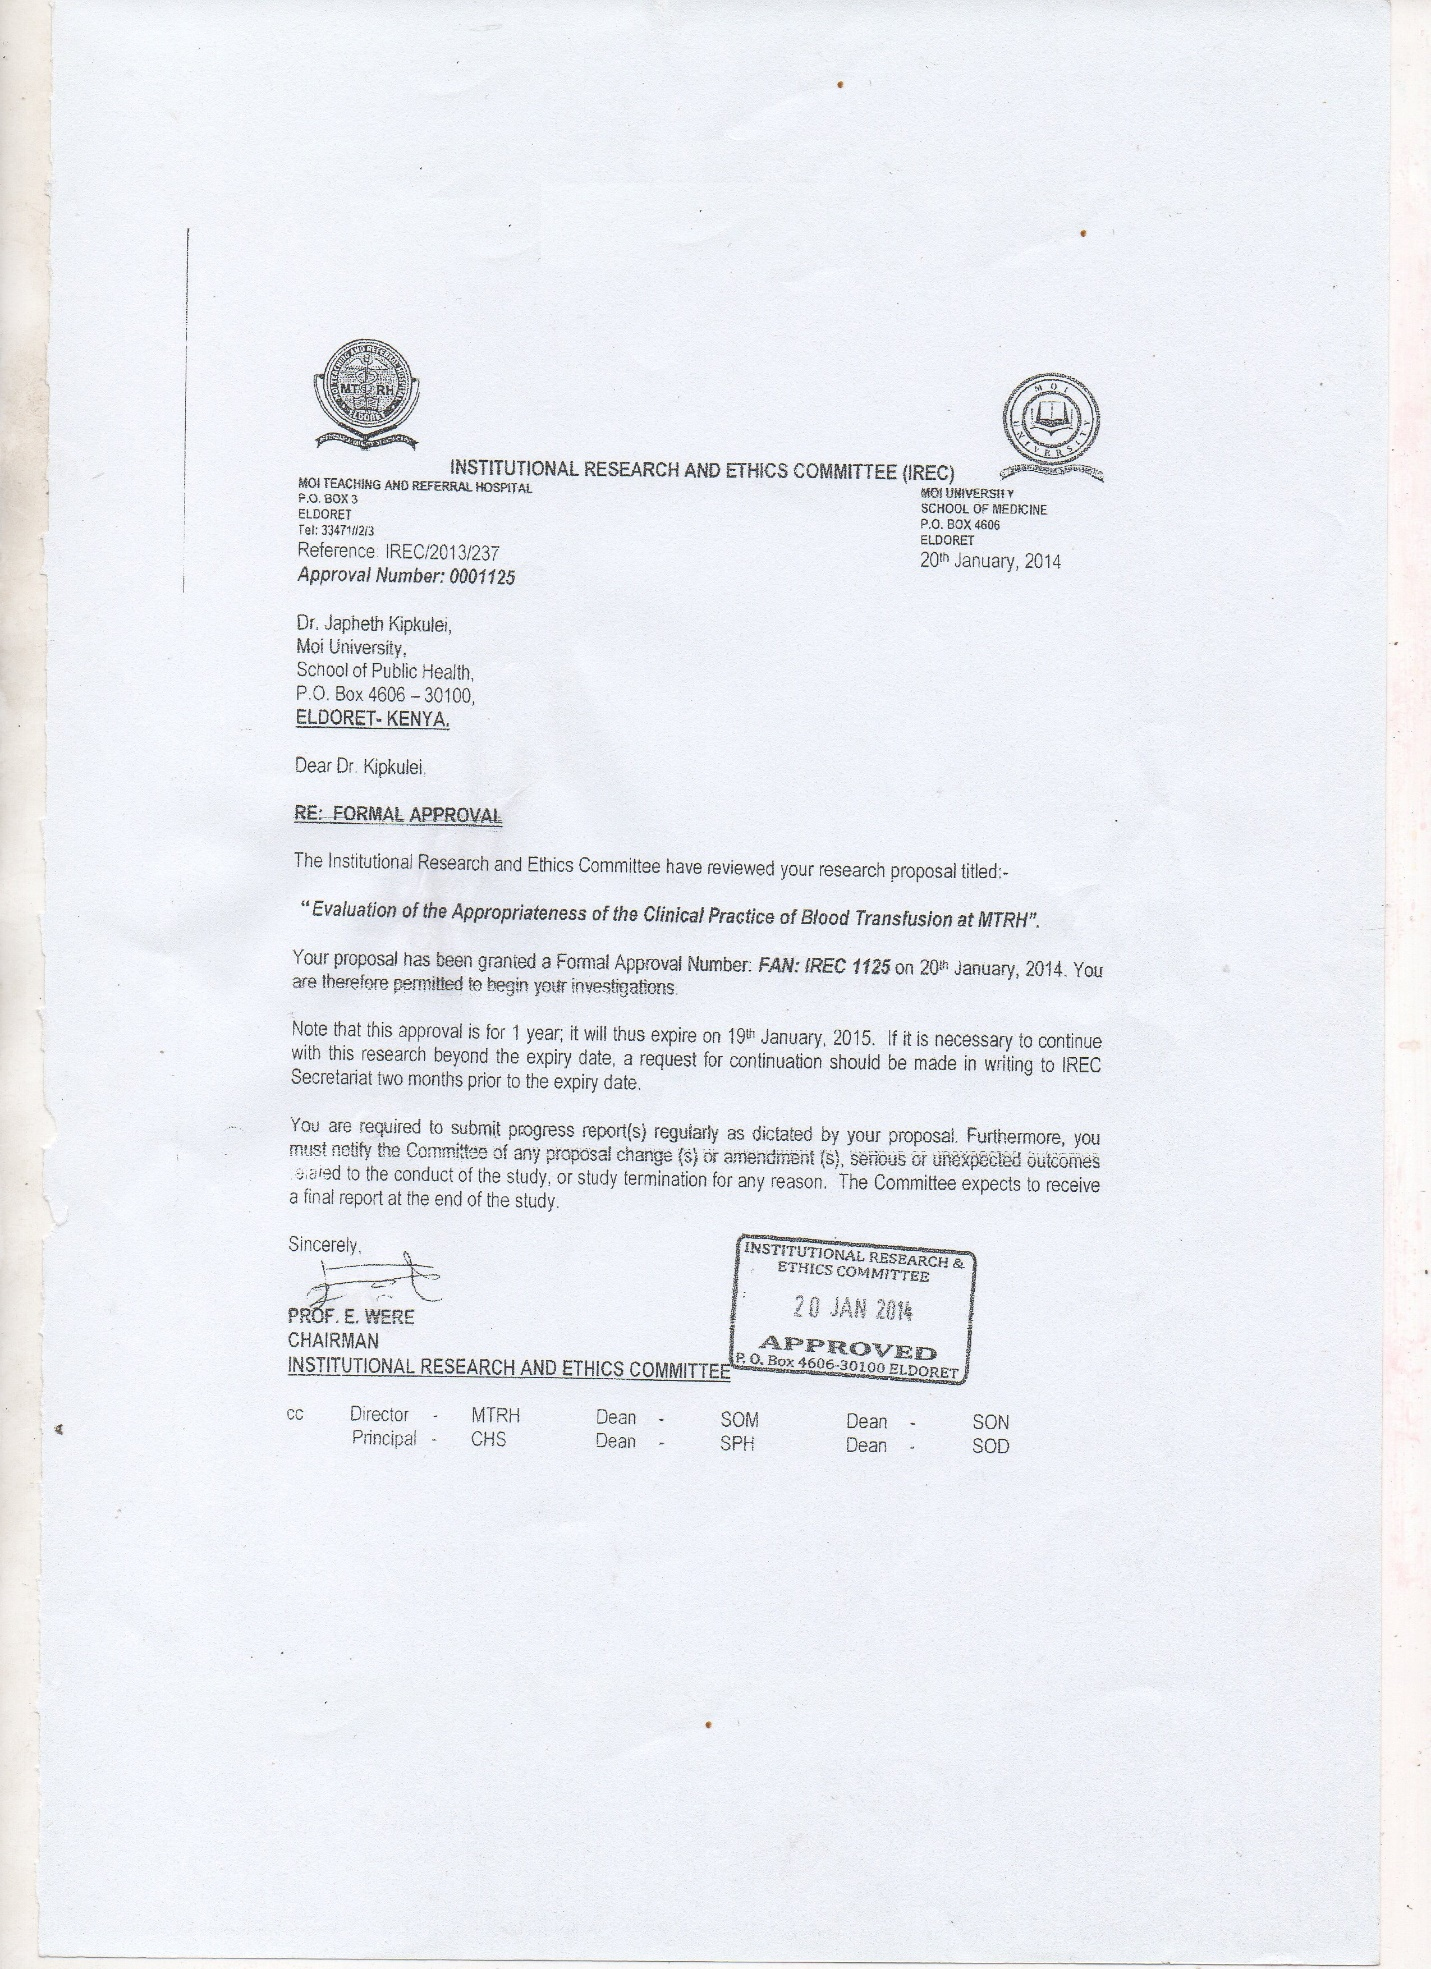 MOI TEACHING AND REFERRAL HOSPITAL
MT RH
ELDORET
MOI
UNIVERSITY
INSTITUTIONAL RESEARCH AND ETHICS COMMITTEE (IREC)
MOI TEACHING AND REFERRAL HOSPITAL
P.O. BOX 3
ELDORET
Tel: 33471//2/3
Reference IREC/2013/237
Approval Number: 0001125
MOI UNIVERSITY
SCHOOL OF MEDICINE
P.O. BOX 4606
ELDORET
20th January, 2014
Dr. Japheth Kipkulei,
Moi University,
School of Public Health,
P.O. Box 4606 – 30100,
ELDORET- KENYA.
Dear Dr. Kipkulei,
RE: FORMAL APPROVAL
The Institutional Research and Ethics Committee have reviewed your research proposal titled:-
“Evaluation of the Appropriateness of the Clinical Practice of Blood Transfusion at MTRH”.
Your proposal has been granted a Formal Approval Number: FAN: IREC 1125 on 20th January, 2014. You
are therefore permitted to begin your investigations.
Note that this approval is for 1 year; it will thus expire on 19th January, 2015. If it is necessary to continue
with this research beyond the expiry date, a request for continuation should be made in writing to IREC
Secretariat two months prior to the expiry date.
You are required to submit progress report(s) regularly as dictated by your proposal. Furthermore, you
must notify the Committee of any proposal change (s) or amendment (s), serious or unexpected outcomes
related to the conduct of the study, or study termination for any reason. The Committee expects to receive
a final report at the end of the study.
Sincerely,
PROF. E. WERE
CHAIRMAN
INSTITUTIONAL RESEARCH AND ETHICS COMMITTEE
INSTITUTIONAL RESEARCH &
ETHICS COMMITTEE
20 JAN 2014
APPROVED
P. O. Box 4606-30100 ELDORET
cc Director - MTRH Dean - SOM Dean - SON
Principal - CHS Dean - SPH Dean - SOD